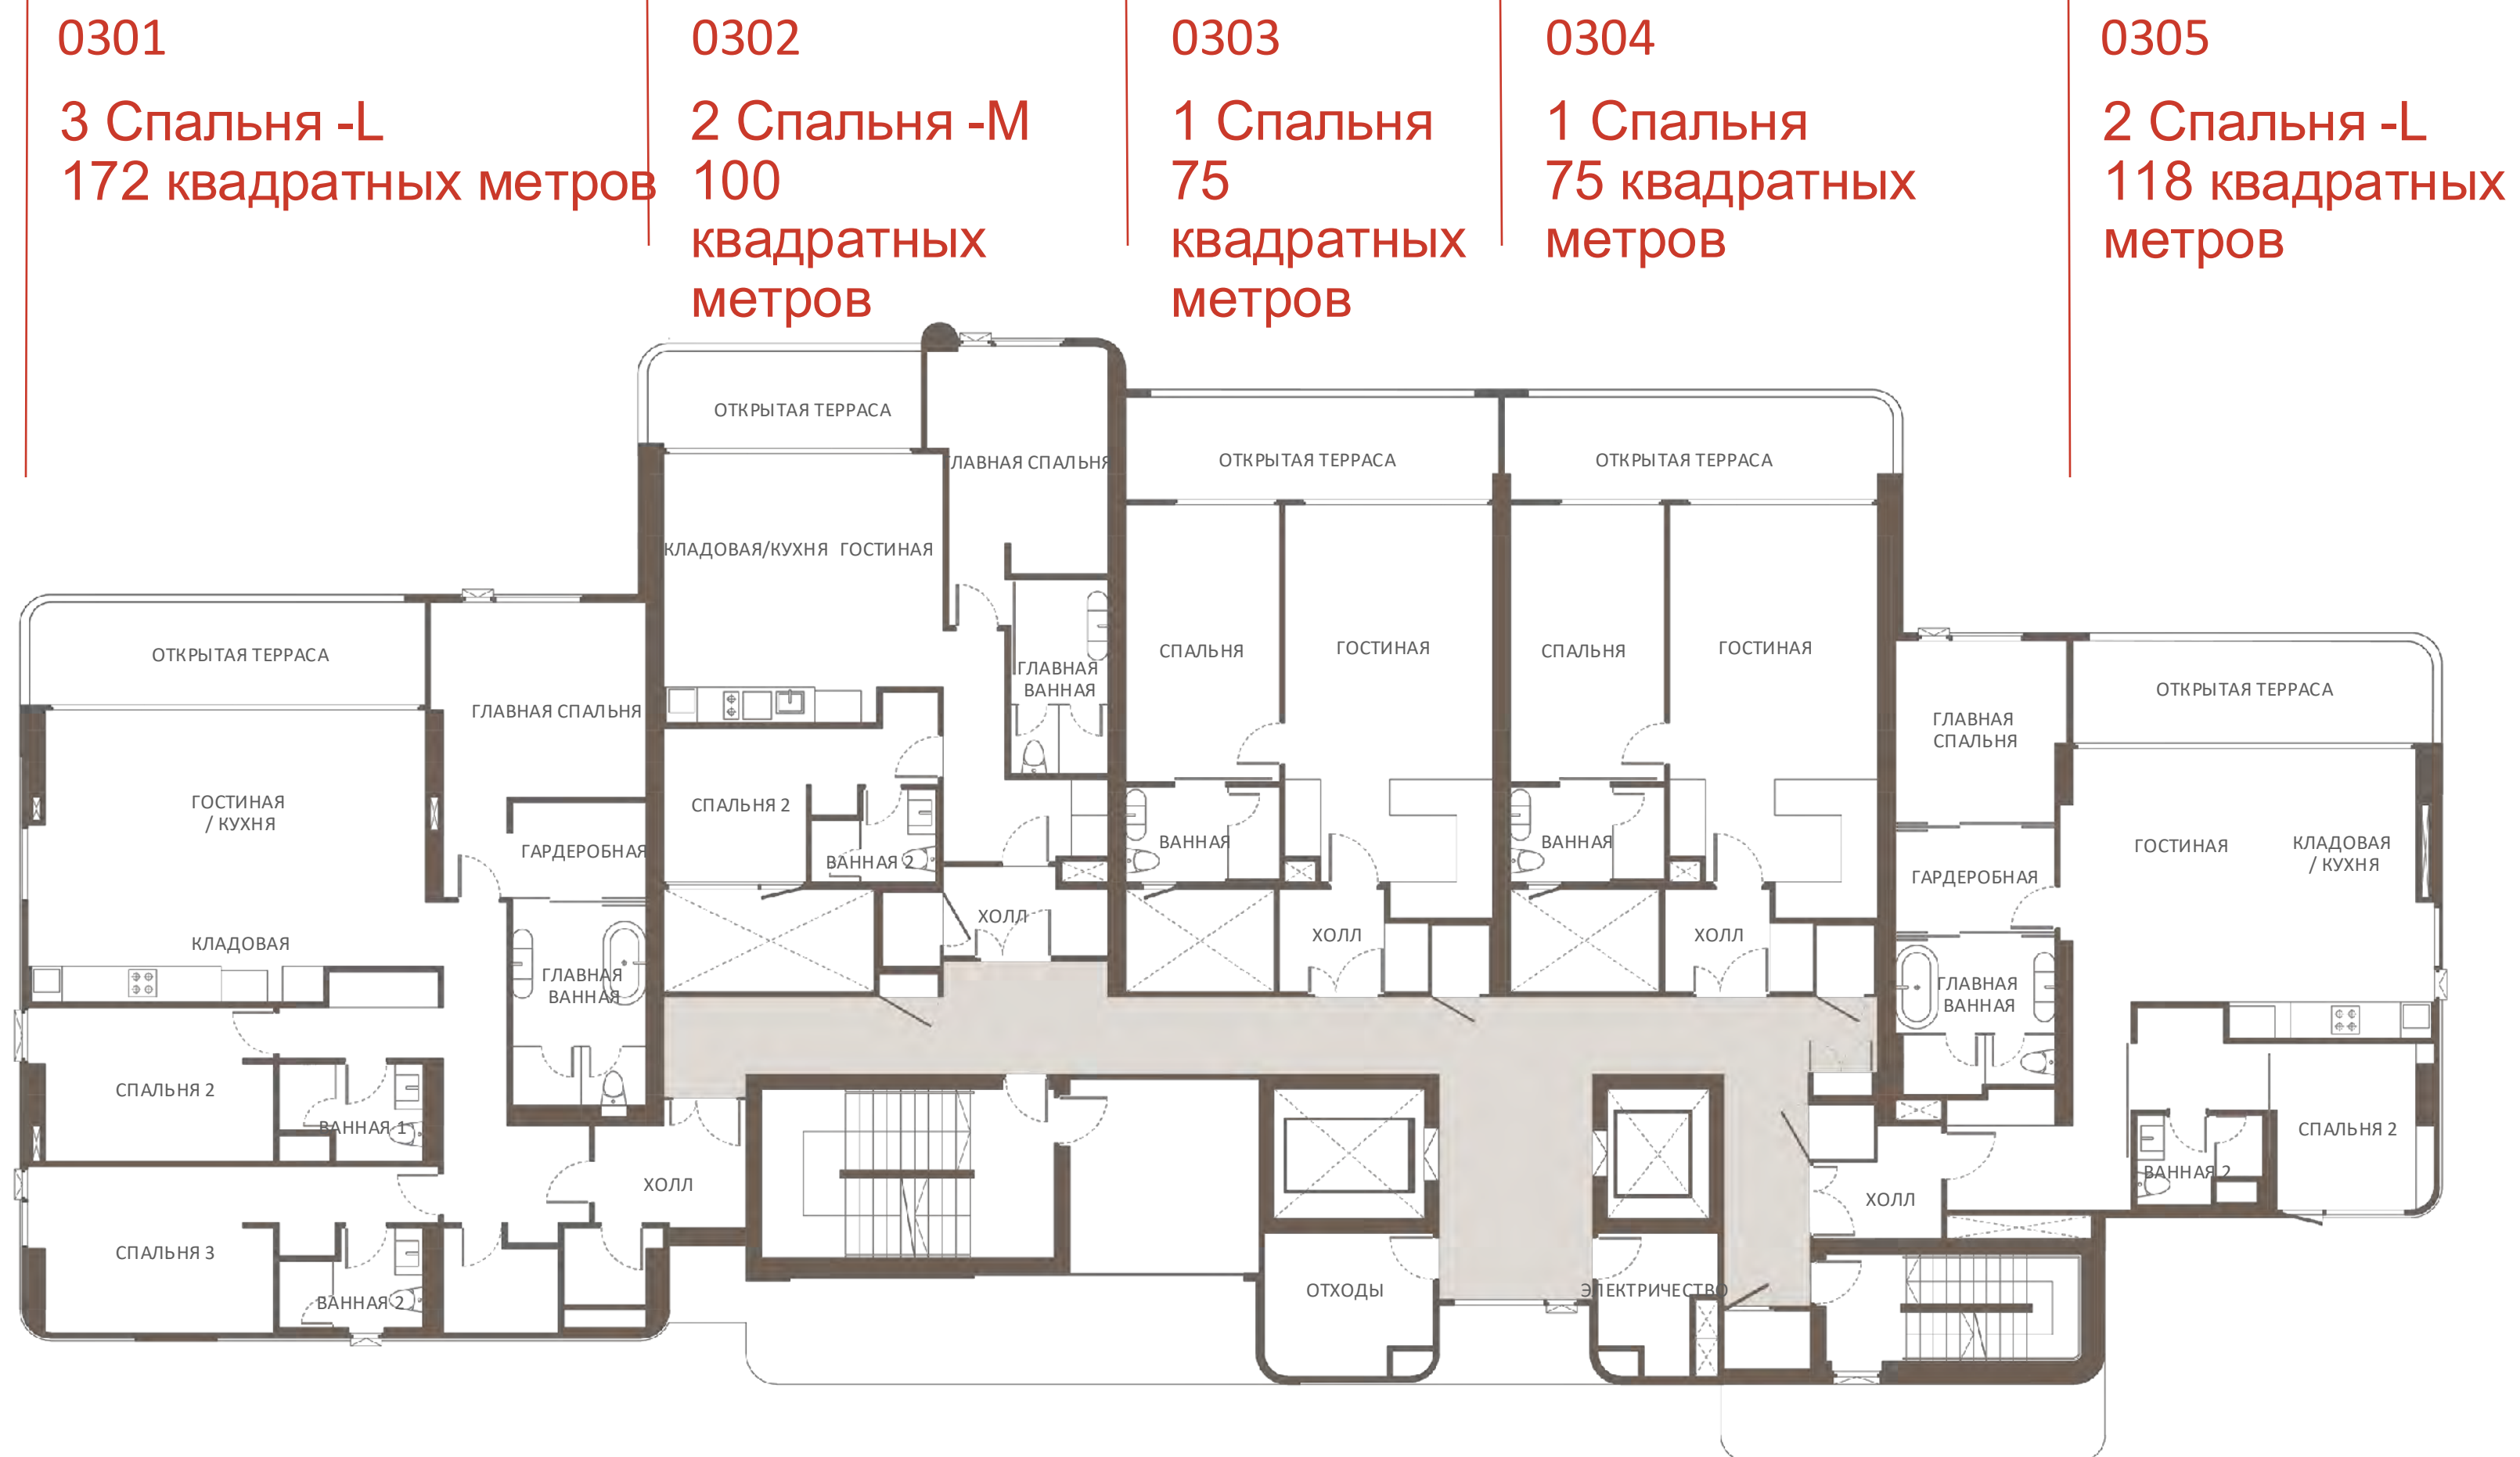 0301
3 Спальня -L
172 квадратных метров
0302
2 Спальня -M
100
квадратных
метров
0303
1 Спальня
75
квадратных
метров
0304
1 Спальня
75 квадратных
метров
0305
2 Спальня -L
118 квадратных
метров
ОТКРЫТАЯ ТЕРРАСА
ГЛАВНАЯ СПАЛЬНЯ
ГОСТИНАЯ
/ КУХНЯ
ГАРДЕРОБНАЯ
КЛАДОВАЯ
ГЛАВНАЯ
ВАННАЯ
СПАЛЬНЯ 2
ВАННАЯ 1
ХОЛЛ
СПАЛЬНЯ 3
ВАННАЯ 2
ОТКРЫТАЯ ТЕРРАСА
ГЛАВНАЯ СПАЛЬНЯ
КЛАДОВАЯ/КУХНЯ ГОСТИНАЯ
ГЛАВНАЯ
ВАННАЯ
СПАЛЬНЯ 2
ВАННАЯ 2
ХОЛЛ
ОТКРЫТАЯ ТЕРРАСА
СПАЛЬНЯ
ГОСТИНАЯ
ВАННАЯ
ХОЛЛ
ОТКРЫТАЯ ТЕРРАСА
СПАЛЬНЯ
ГОСТИНАЯ
ВАННАЯ
ХОЛЛ
ОТКРЫТАЯ ТЕРРАСА
ГЛАВНАЯ
СПАЛЬНЯ
ГОСТИНАЯ
КЛАДОВАЯ
/ КУХНЯ
ГАРДЕРОБНАЯ
ГЛАВНАЯ
ВАННАЯ
СПАЛЬНЯ 2
ВАННАЯ 2
ХОЛЛ
ОТХОДЫ
ЭЛЕКТРИЧЕСТВО